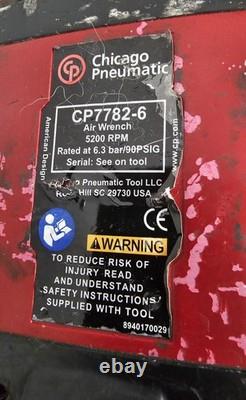 Chicago
Pneumatic
CP7782-6
Air Wrench
5200 RPM
Rated at 6.3 bar/90PSIG
Serial: See on tool
Pneumatic Tool LLC
Hill SC 29730 USA
American Design
www.cp.com
CE
WARNING
TO REDUCE RISK OF
INJURY READ
AND UNDERSTAND
SAFETY INSTRUCTIONS
SUPPLIED WITH TOOL
8940170029